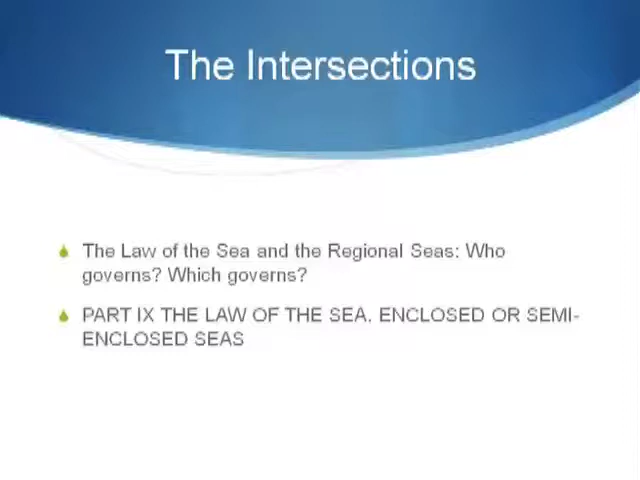 The Intersections
The Law of the Sea and the Regional Seas: Who
governs? Which governs?
PART IX THE LAW OF THE SEA. ENCLOSED OR SEMI-
ENCLOSED SEAS